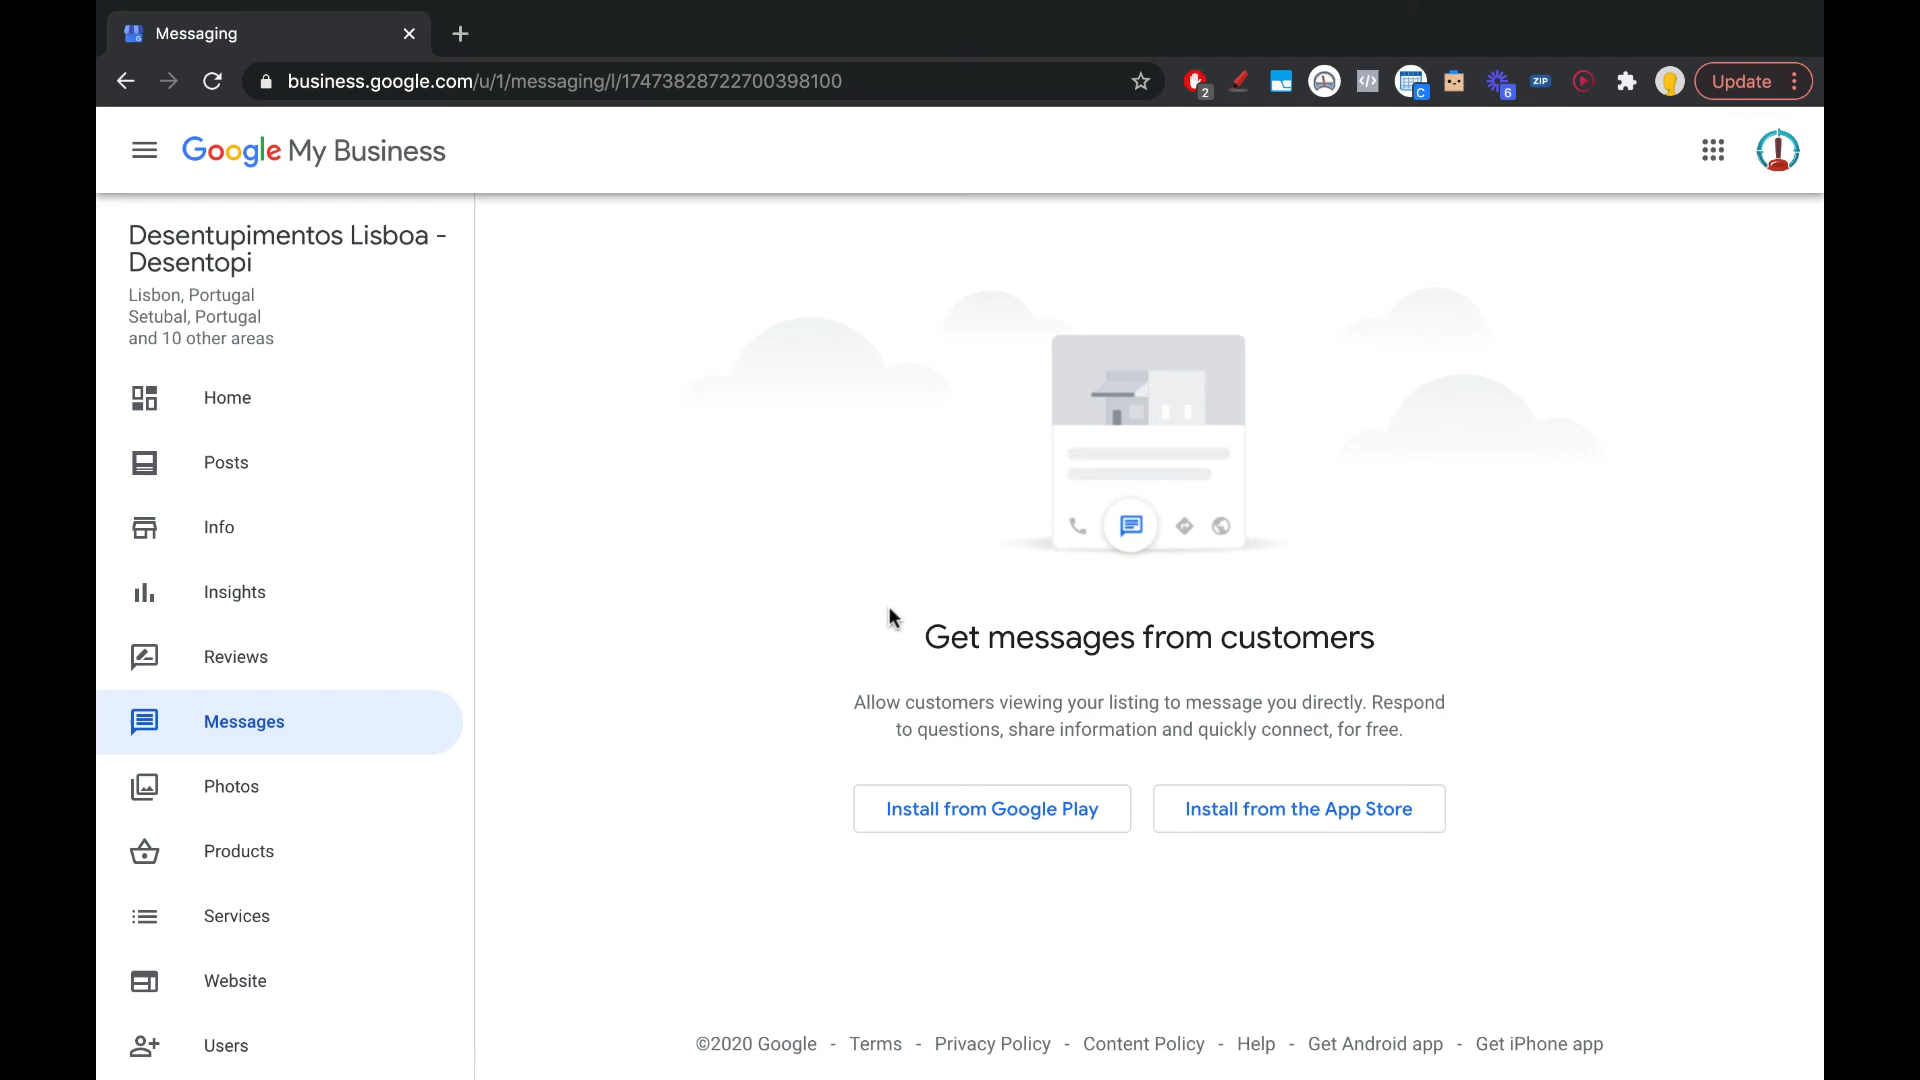 Messaging
business.google.com/u/1/messaging/l/17473828722700398100
2
C
6
ZIP
Update
Google My Business
Desentupimentos Lisboa -
Desentopi
Lisbon, Portugal
Setubal, Portugal
and 10 other areas
Home
Posts
Info
Insights
Reviews
Messages
Photos
Products
Services
Website
Users
Get messages from customers
Allow customers viewing your listing to message you directly. Respond
to questions, share information and quickly connect, for free.
Install from Google Play
Install from the App Store
©2020 Google - Terms - Privacy Policy - Content Policy - Help - Get Android app - Get iPhone app